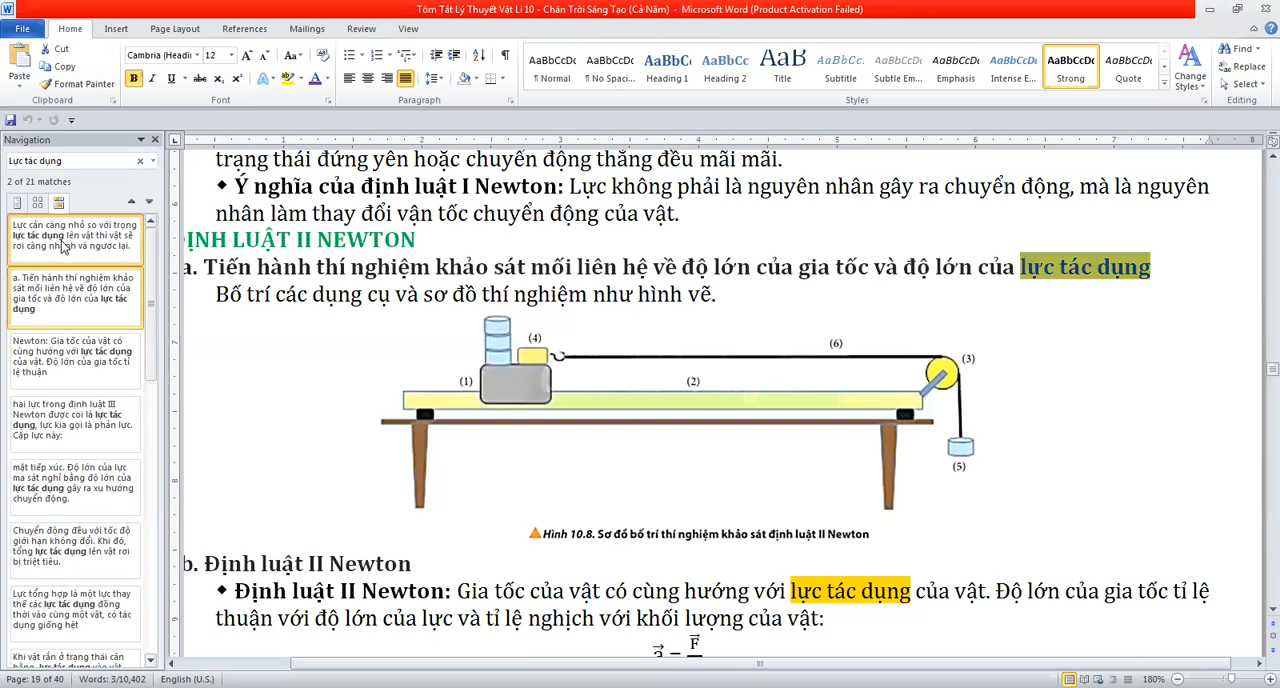 Tóm Tắt Lý Thuyết Vật Lí 10 - Chân Trời Sáng Tạo (Cả Năm) - Microsoft Word (Product Activation Failed)
File Home Insert Page Layout References Mailings Review View
Cut
Copy
Format Painter
Paste
Cambria (Headi 12
AaBbCcDc AaBbCcDc AaBbC AaBbCc AaB AaBbCc. AaBbCcDc AaBbCcDc AaBbCcDc AaBbCcDc AaBbCcDc
¶ Normal ¶ No Spaci... Heading 1 Heading 2 Title Subtitle Subtle Em... Emphasis Intense E... Strong Quote
Change Styles
Find
Replace
Select
Clipboard Font Paragraph Styles Editing
Navigation
Lực tác dụng
2 of 21 matches
Lực cản càng nhỏ so với trọng
lực tác dụng lên vật thì vật sẽ
rơi càng nhanh và ngược lại.
a. Tiến hành thí nghiệm khảo
sát mối liên hệ về độ lớn của
gia tốc và độ lớn của lực tác
dụng
Newton: Gia tốc của vật có
cùng hướng với lực tác dụng
của vật. Độ lớn của gia tốc tỉ
lệ thuận
hai lực trong định luật III
Newton được coi là lực tác
dụng, lực kia gọi là phản lực.
Cặp lực này:
mặt tiếp xúc. Độ lớn của lực
ma sát nghỉ bằng độ lớn của
lực tác dụng gây ra xu hướng
chuyển động.
Chuyển động đều với tốc độ
giới hạn không đổi. Khi đó,
tổng lực tác dụng lên vật rơi
bị triệt tiêu.
Lực tổng hợp là một lực thay
thế các lực tác dụng đồng
thời vào cùng một vật, có tác
dụng giống hệt
Khi vật rắn ở trạng thái cân
trạng thái đứng yên hoặc chuyển động thẳng đều mãi mãi.
◆ Ý nghĩa của định luật I Newton: Lực không phải là nguyên nhân gây ra chuyển động, mà là nguyên
nhân làm thay đổi vận tốc chuyển động của vật.
ĐỊNH LUẬT II NEWTON
a. Tiến hành thí nghiệm khảo sát mối liên hệ về độ lớn của gia tốc và độ lớn của lực tác dụng
Bố trí các dụng cụ và sơ đồ thí nghiệm như hình vẽ.
(4)
(6)
(3)
(1)
(2)
(5)
Hình 10.8. Sơ đồ bố trí thí nghiệm khảo sát định luật II Newton
b. Định luật II Newton
◆ Định luật II Newton: Gia tốc của vật có cùng hướng với lực tác dụng của vật. Độ lớn của gia tốc tỉ lệ
thuận với độ lớn của lực và tỉ lệ nghịch với khối lượng của vật:
Page: 19 of 40 Words: 3/10,402 English (U.S.) 180%